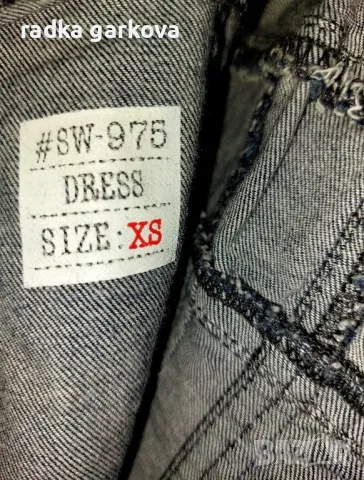 radka garkova
#SW-975
DRESS
SIZE: XS